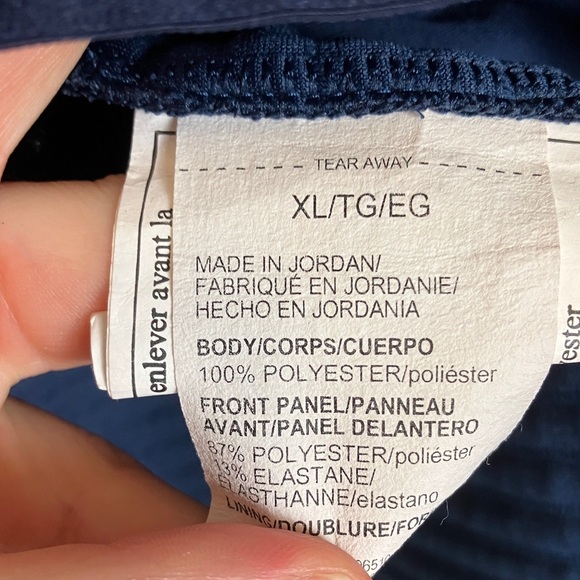 TEAR AWAY
XL/TG/EG
MADE IN JORDAN/
FABRIQUÉ EN JORDANIE/
HECHO EN JORDANIA
BODY/CORPS/CUERPO
100% POLYESTER/poliéster
FRONT PANEL/PANNEAU
AVANT/PANEL DELANTERO
87% POLYESTER/poliéster
13% ELASTANE/
ELASTHANNE/elastano
LINING/DOUBLURE/FOR
enlever avant la